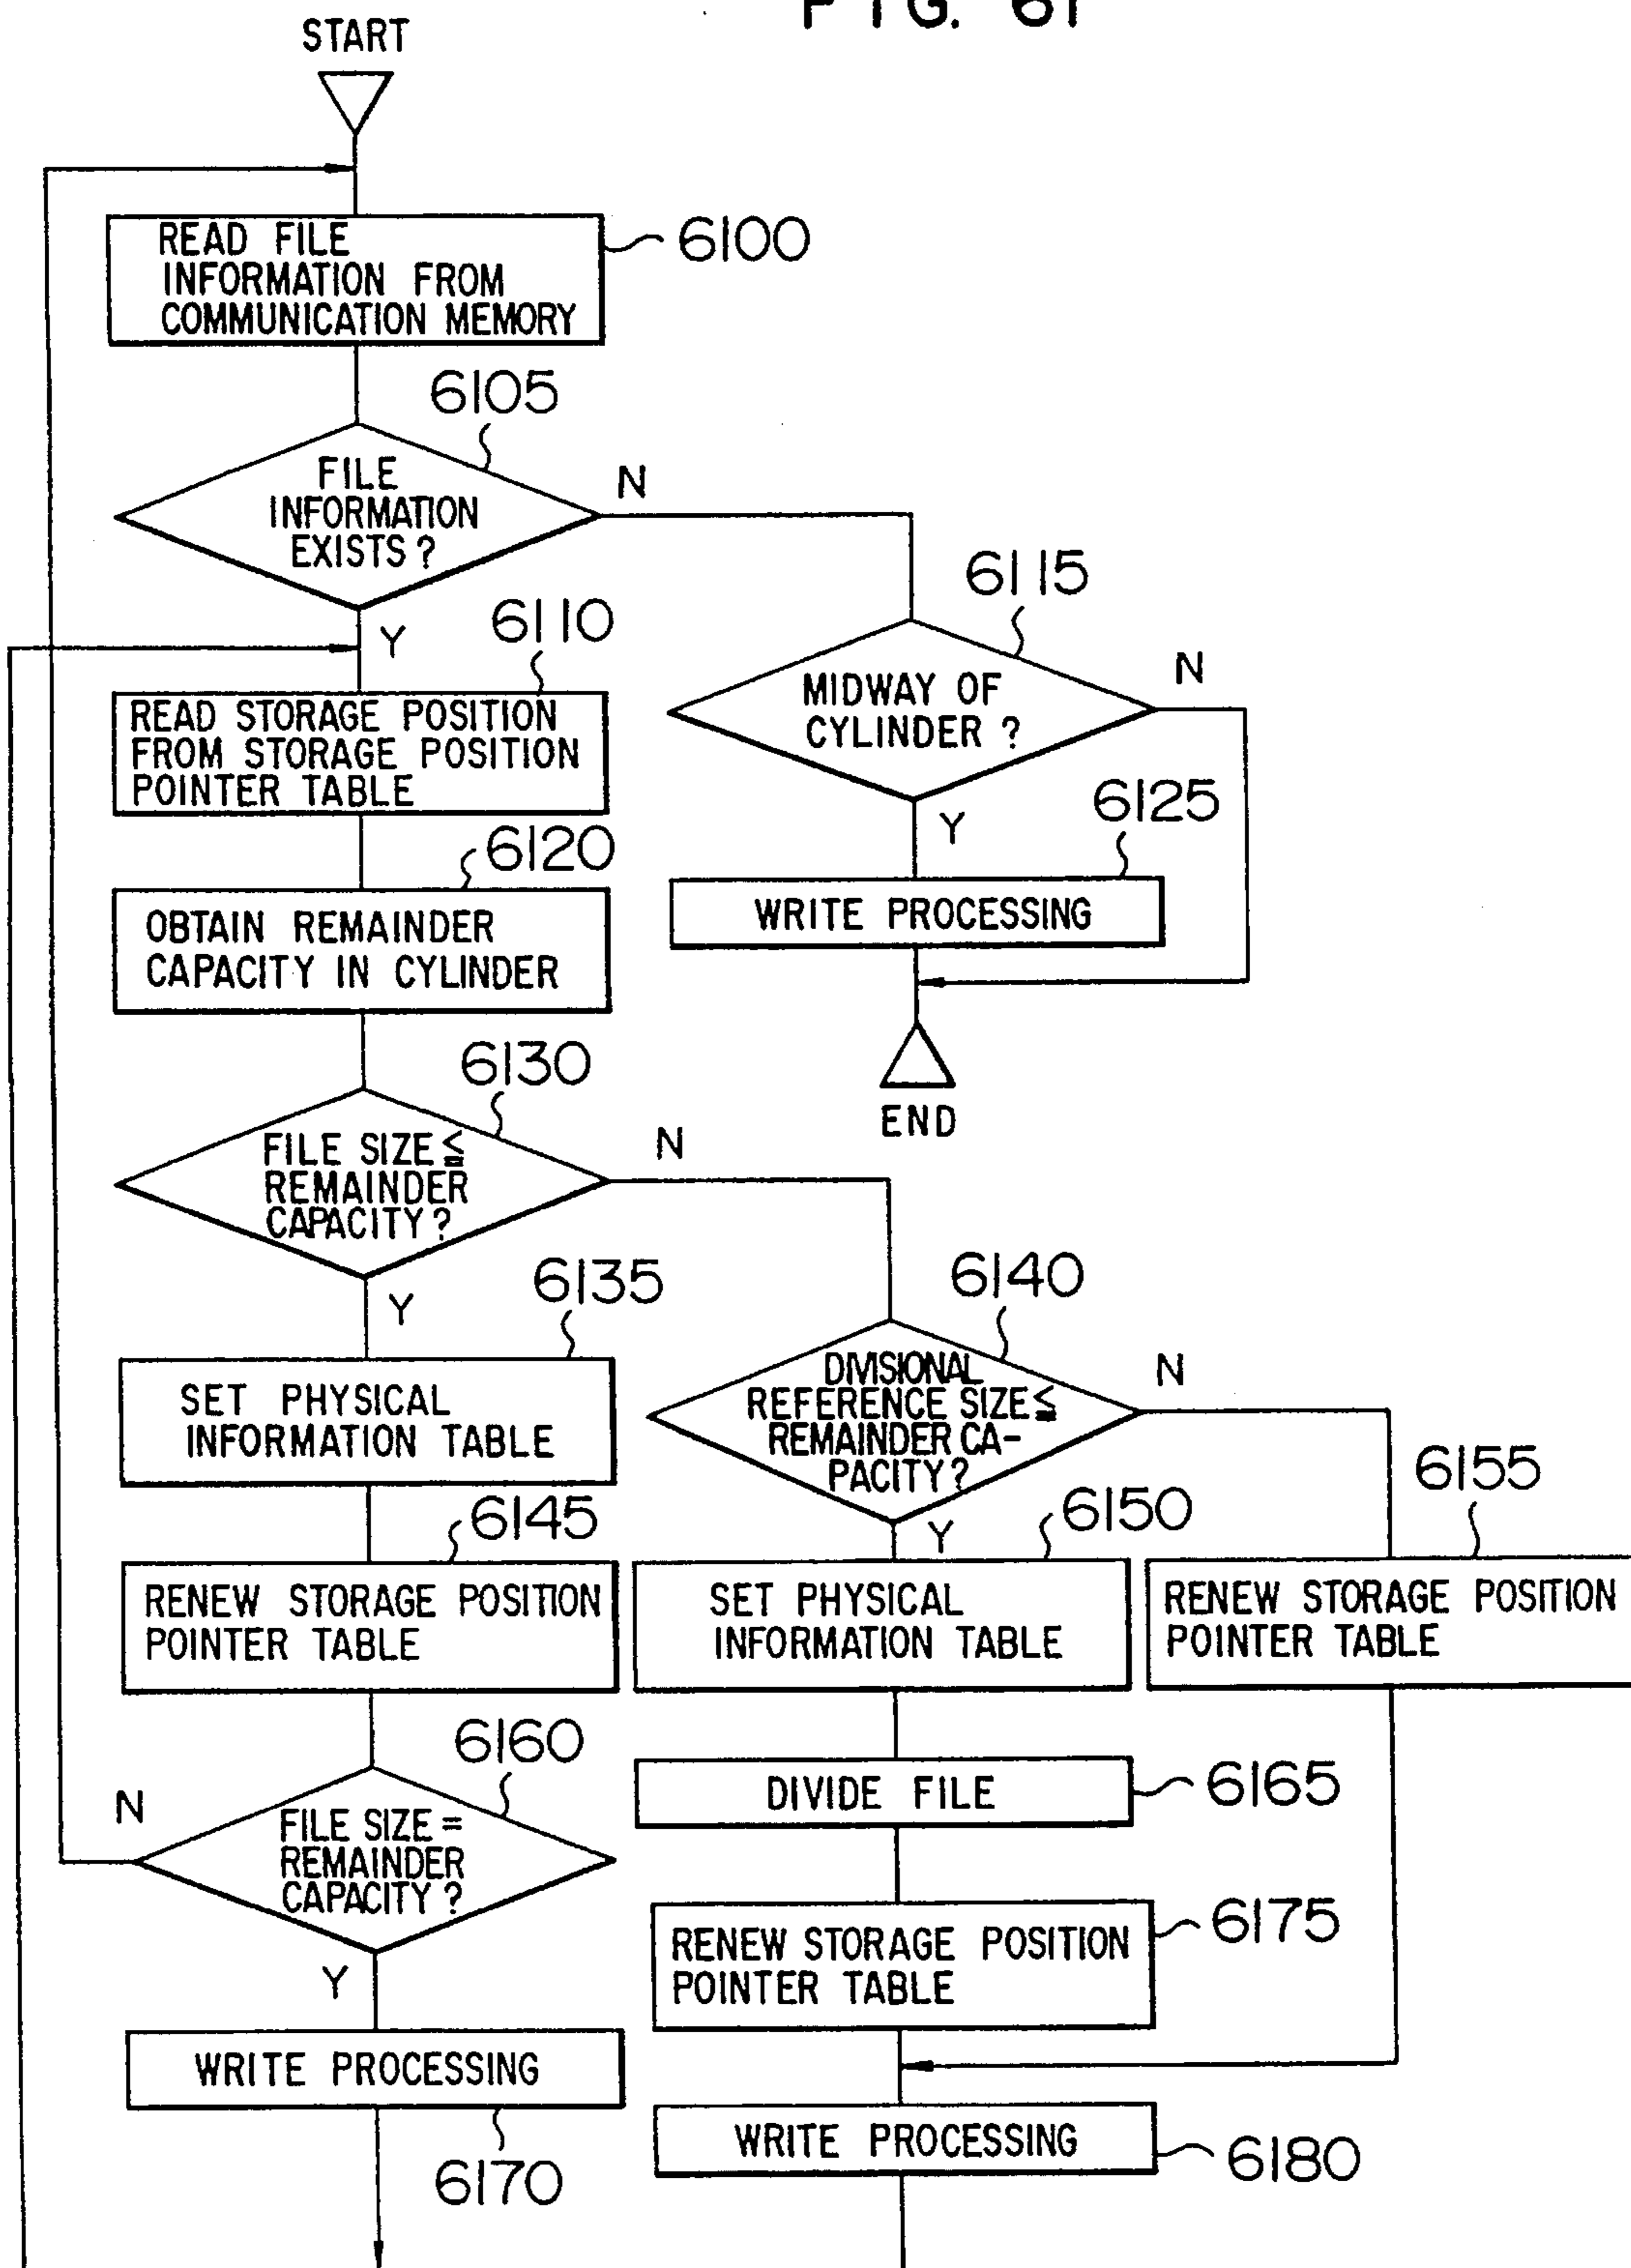 FIG. 61
START
READ FILE
INFORMATION FROM
COMMUNICATION MEMORY
6100
6105
FILE
INFORMATION
EXISTS ?
N
Y
6110
READ STORAGE POSITION
FROM STORAGE POSITION
POINTER TABLE
6115
MIDWAY OF
CYLINDER ?
N
Y
6125
WRITE PROCESSING
END
6120
OBTAIN REMAINDER
CAPACITY IN CYLINDER
6130
FILE SIZE ≦
REMAINDER
CAPACITY ?
N
Y
6135
SET PHYSICAL
INFORMATION TABLE
6140
DIVISIONAL
REFERENCE SIZE ≦
REMAINDER CA-
PACITY ?
N
Y
6145
RENEW STORAGE POSITION
POINTER TABLE
6150
SET PHYSICAL
INFORMATION TABLE
6155
RENEW STORAGE POSITION
POINTER TABLE
6160
FILE SIZE =
REMAINDER
CAPACITY ?
N
Y
DIVIDE FILE
6165
RENEW STORAGE POSITION
POINTER TABLE
6175
WRITE PROCESSING
6170
WRITE PROCESSING
6180